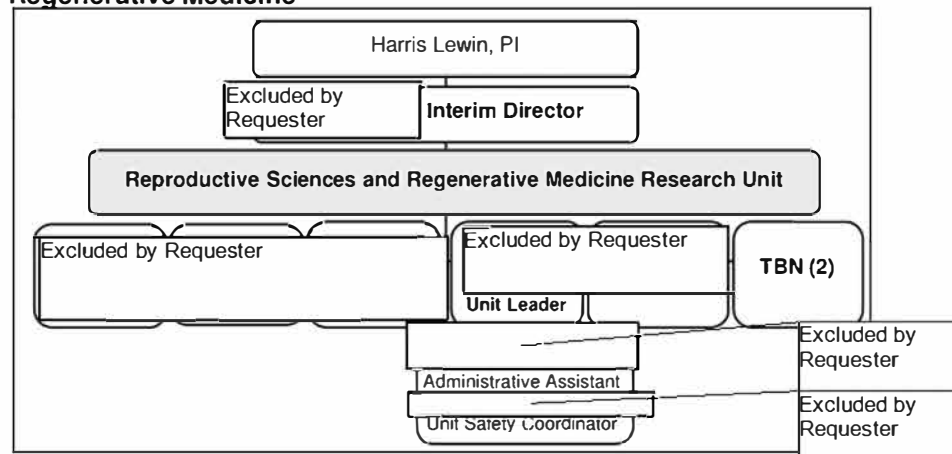 Regenerative Medicine
Harris Lewin, PI
Excluded by
Requester
Interim Director
Reproductive Sciences and Regenerative Medicine Research Unit
Excluded by Requester
Excluded by Requester
TBN (2)
Unit Leader
Excluded by
Requester
Administrative Assistant
Excluded by
Requester
Unit Safety Coordinator